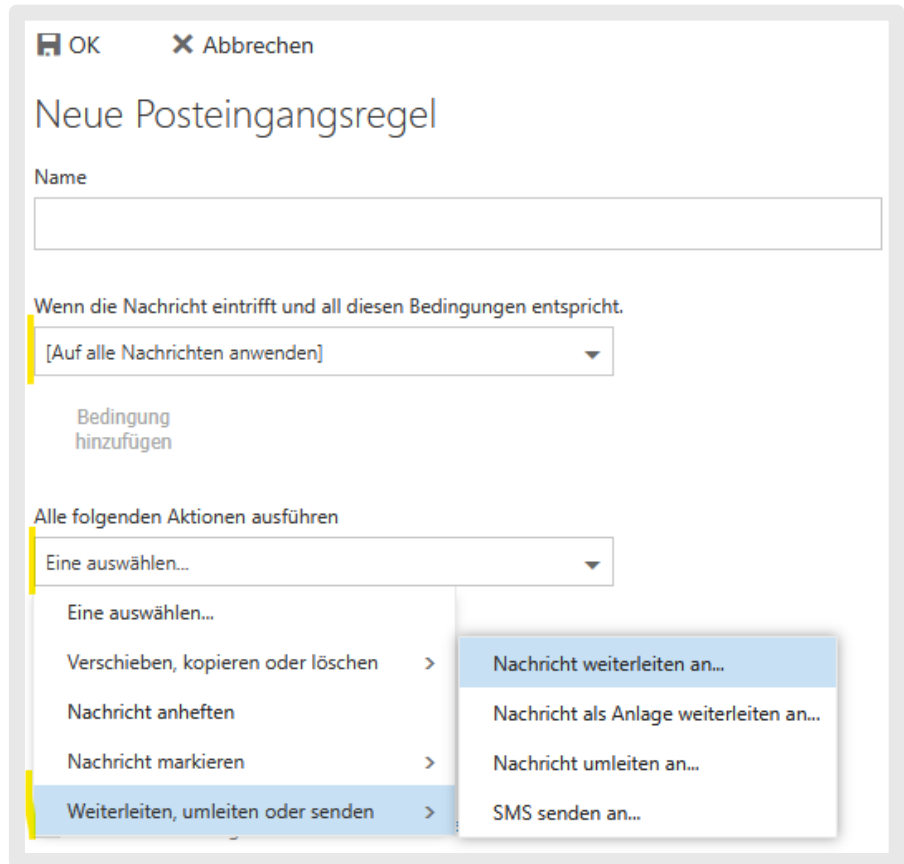 OK
Abbrechen
Neue Posteingangsregel
Name
Wenn die Nachricht eintrifft und all diesen Bedingungen entspricht.
[Auf alle Nachrichten anwenden]
Bedingung
hinzufügen
Alle folgenden Aktionen ausführen
Eine auswählen...
Eine auswählen...
Verschieben, kopieren oder löschen
Nachricht anheften
Nachricht markieren
Weiterleiten, umleiten oder senden
Nachricht weiterleiten an...
Nachricht als Anlage weiterleiten an...
Nachricht umleiten an...
SMS senden an...